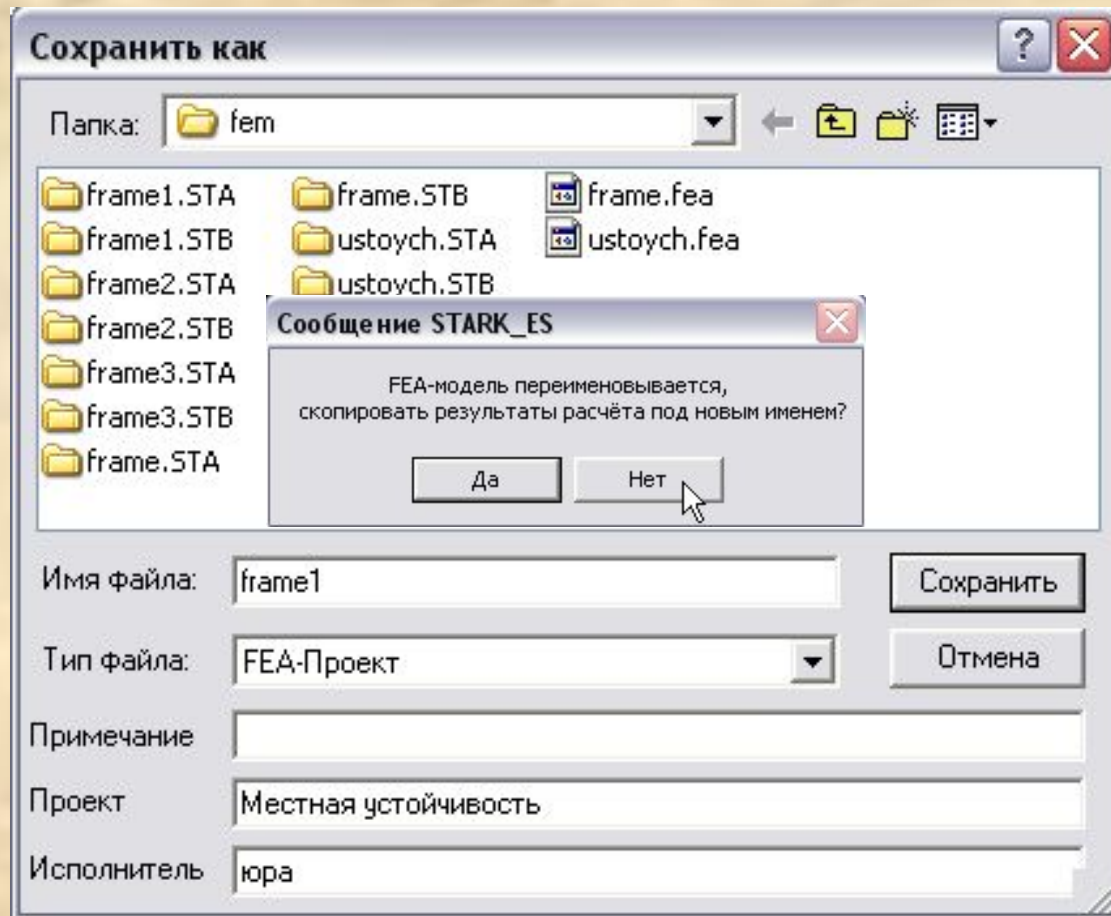 Сохранить как
Папка: fem
frame1.STA frame.STB frame.fea
frame1.STB ustoych.STA ustoych.fea
frame2.STA ustoych.STB
frame2.STB
frame3.STA
frame3.STB
frame.STA
Сообщение STARK_ES
FEA-модель переименовывается,
скопировать результаты расчёта под новым именем?
Да Нет
Имя файла: frame1 Сохранить
Тип файла: FEA-Проект Отмена
Примечание
Проект Местная устойчивость
Исполнитель юра